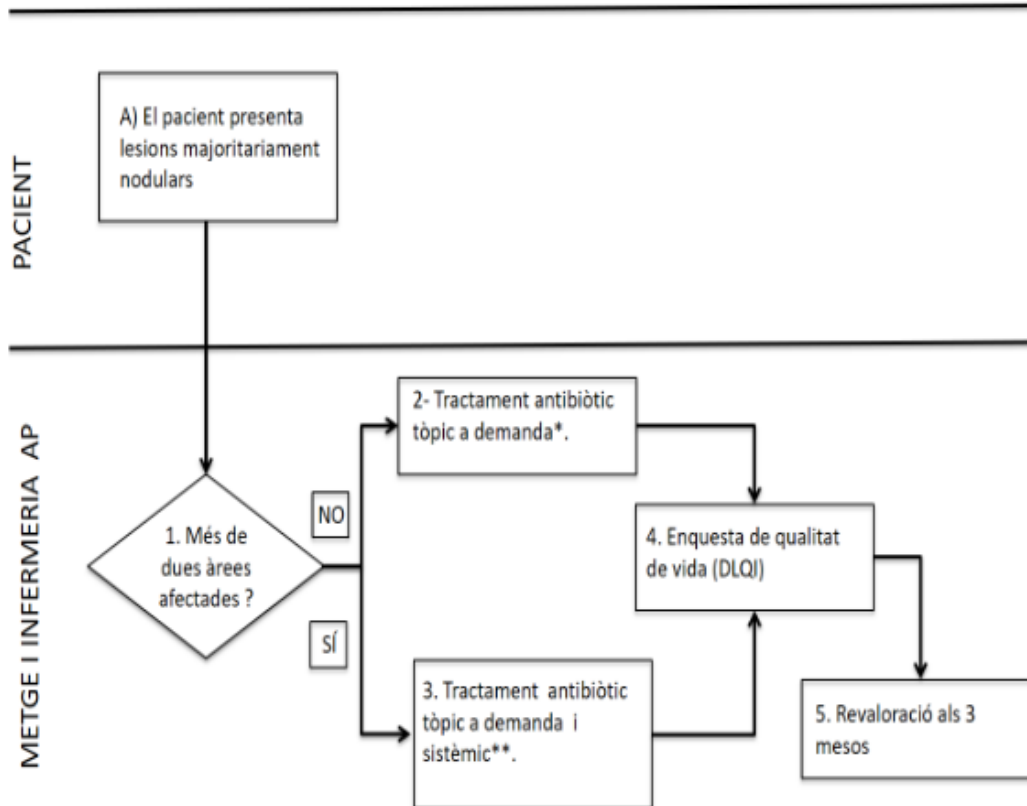 PACIENT
A) El pacient presenta
lesions majoritariament
nodulars
METGE I INFERMERIA AP
1. Més de
dues àrees
afectades ?
NO
SÍ
2- Tractament antibiòtic
tòpic a demanda*.
3. Tractament antibiòtic
tòpic a demanda i
sistèmic**.
4. Enquesta de qualitat
de vida (DLQI)
5. Revaloració als 3
mesos